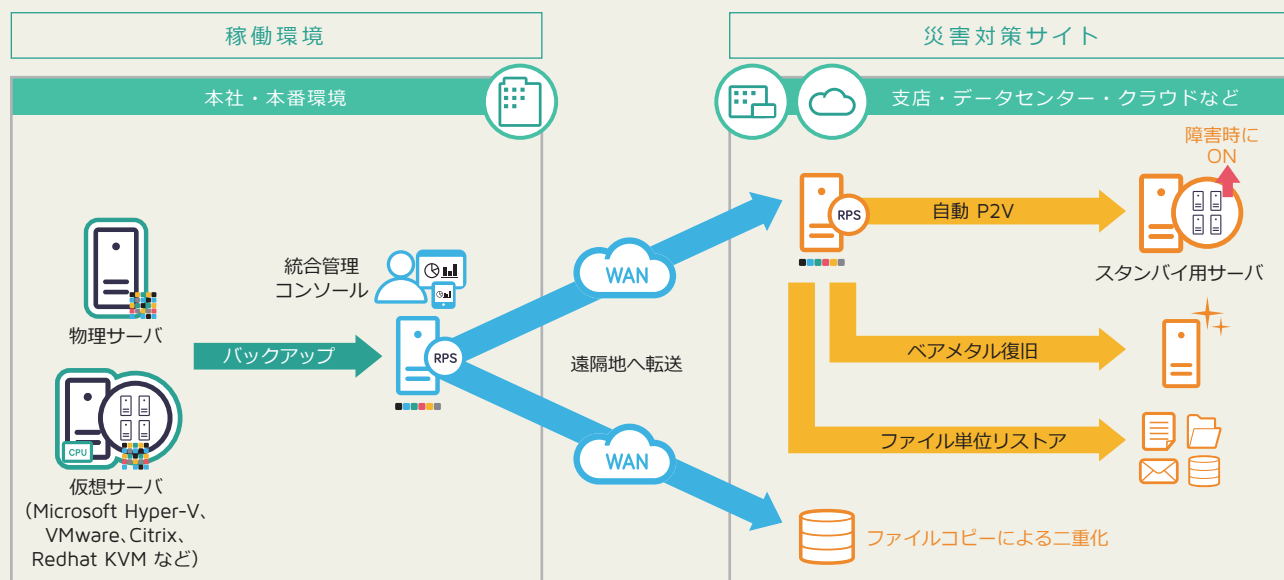 稼働環境
災害対策サイト
本社・本番環境
支店・データセンター・クラウドなど
障害時に
ON
RPS
自動 P2V
スタンバイ用サーバ
統合管理
コンソール
WAN
物理サーバ
バックアップ
RPS
遠隔地へ転送
ベアメタル復旧
CPU
WAN
ファイル単位リストア
仮想サーバ
(Microsoft Hyper-V、
VMware、Citrix、
Redhat KVM など)
ファイルコピーによる二重化